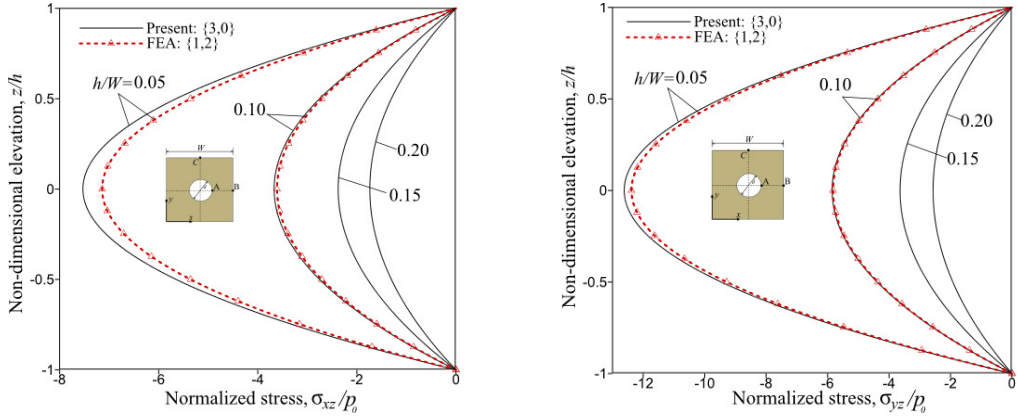 Present: {3,0}
FEA: {1,2}
h/W=0.05
0.10
0.20
0.15
W
C
d
A
B
y
x
1
0.5
0
-0.5
-1
-8
-6
-4
-2
0
Non-dimensional elevation, z/h
Normalized stress, σxz/p0
Present: {3,0}
FEA: {1,2}
h/W=0.05
0.10
0.20
0.15
W
C
d
A
B
y
x
1
0.5
0
-0.5
-1
-12
-10
-8
-6
-4
-2
0
Non-dimensional elevation, z/h
Normalized stress, σyz/p0